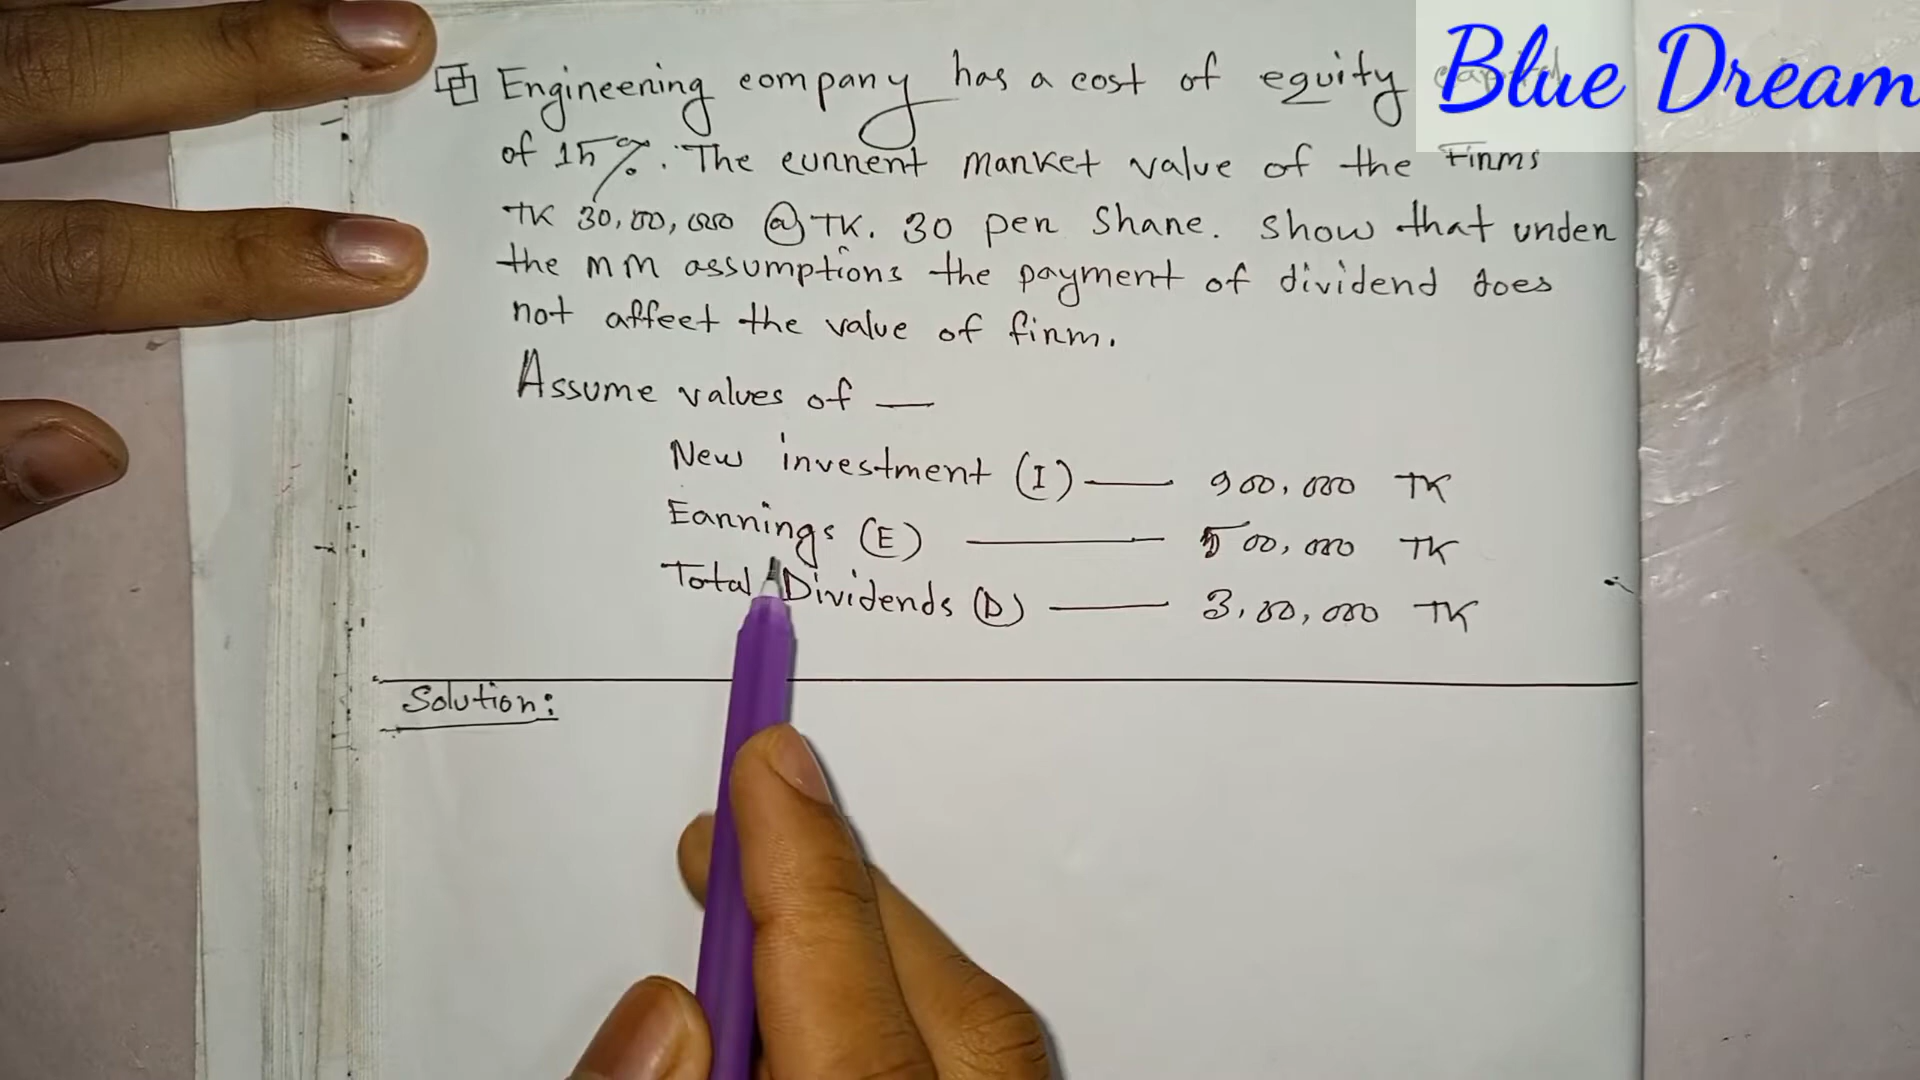 Engineering company has a cost of equity
Blue Dream
of 15%. The current market value of the Firms
TK 30,00,000 @ TK. 30 per share. Show that under
the MM assumptions the payment of dividend does
not affect the value of firm.
Assume values of —
New investment (I) — 900,000 TK
Earnings (E) — 500,000 TK
Total Dividends (D) — 3,00,000 TK
Solution: